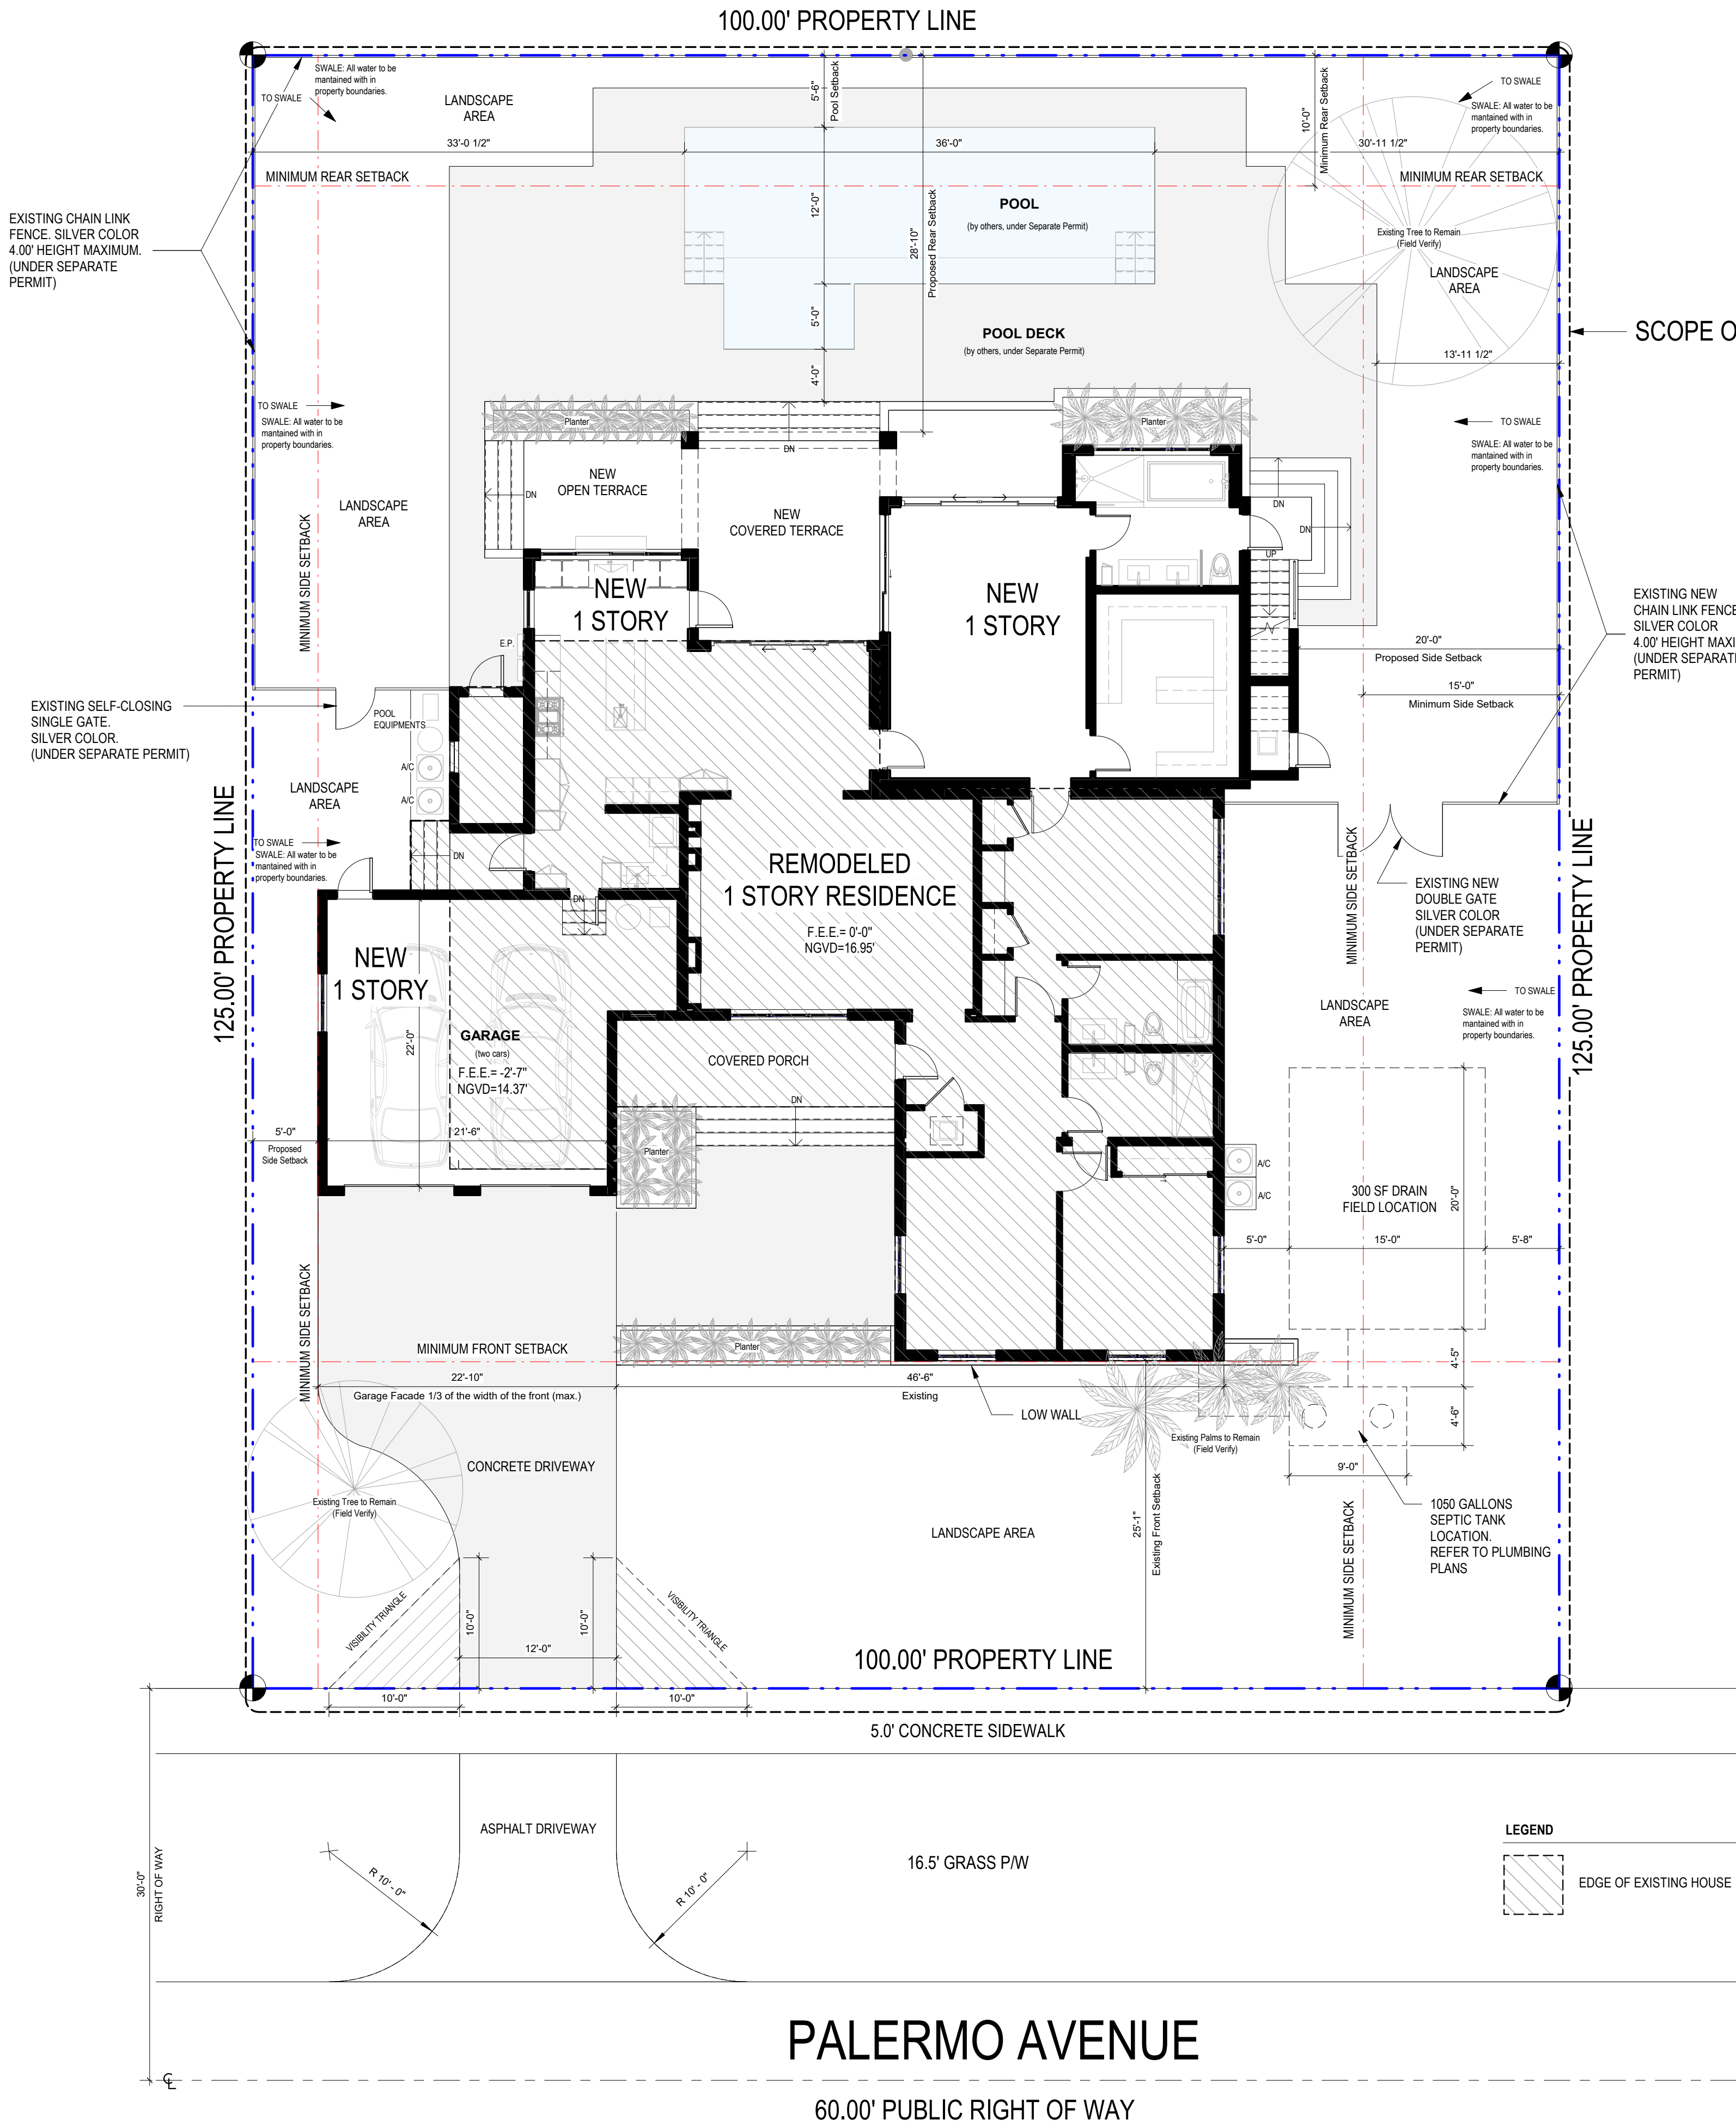 100.00' PROPERTY LINE
SWALE: All water to be
mantained with in
property boundaries.
TO SWALE
LANDSCAPE
AREA
5'-6"
Pool Setback
10'-0"
Minimum Rear Setback
TO SWALE
SWALE: All water to be
mantained with in
property boundaries.
33'-0 1/2"
36'-0"
30'-11 1/2"
MINIMUM REAR SETBACK
MINIMUM REAR SETBACK
EXISTING CHAIN LINK
FENCE. SILVER COLOR
4.00' HEIGHT MAXIMUM.
(UNDER SEPARATE
PERMIT)
12'-0"
28'-10"
Proposed Rear Setback
POOL
(by others, under Separate Permit)
Existing Tree to Remain
(Field Verify)
LANDSCAPE
AREA
5'-0"
POOL DECK
(by others, under Separate Permit)
SCOPE O
13'-11 1/2"
4'-0"
TO SWALE
SWALE: All water to be
mantained with in
property boundaries.
Planter
Planter
TO SWALE
SWALE: All water to be
mantained with in
property boundaries.
DN
DN
NEW
OPEN TERRACE
LANDSCAPE
AREA
NEW
COVERED TERRACE
DN
DN
UP
MINIMUM SIDE SETBACK
NEW
1 STORY
NEW
1 STORY
EXISTING NEW
CHAIN LINK FENCE
SILVER COLOR
4.00' HEIGHT MAXI
(UNDER SEPARATE
PERMIT)
E.P.
20'-0"
Proposed Side Setback
15'-0"
Minimum Side Setback
EXISTING SELF-CLOSING
SINGLE GATE.
SILVER COLOR.
(UNDER SEPARATE PERMIT)
POOL
EQUIPMENTS
A/C
A/C
LANDSCAPE
AREA
125.00' PROPERTY LINE
TO SWALE
SWALE: All water to be
mantained with in
property boundaries.
DN
DN
REMODELED
1 STORY RESIDENCE
F.E.E.= 0'-0"
NGVD=16.95'
MINIMUM SIDE SETBACK
EXISTING NEW
DOUBLE GATE
SILVER COLOR
(UNDER SEPARATE
PERMIT)
125.00' PROPERTY LINE
NEW
1 STORY
TO SWALE
SWALE: All water to be
mantained with in
property boundaries.
LANDSCAPE
AREA
22'-0"
GARAGE
(two cars)
F.E.E.= -2'-7"
NGVD=14.37'
COVERED PORCH
DN
5'-0"
Proposed
Side Setback
21'-6"
Planter
A/C
A/C
300 SF DRAIN
FIELD LOCATION
20'-0"
5'-0"
15'-0"
5'-8"
MINIMUM SIDE SETBACK
MINIMUM FRONT SETBACK
Planter
4'-5"
22'-10"
Garage Facade 1/3 of the width of the front (max.)
46'-6"
Existing
LOW WALL
4'-6"
Existing Palms to Remain
(Field Verify)
CONCRETE DRIVEWAY
9'-0"
Existing Tree to Remain
(Field Verify)
LANDSCAPE AREA
25'-1"
Existing Front Setback
MINIMUM SIDE SETBACK
1050 GALLONS
SEPTIC TANK
LOCATION.
REFER TO PLUMBING
PLANS
VISIBILITY TRIANGLE
10'-0"
10'-0"
VISIBILITY TRIANGLE
12'-0"
100.00' PROPERTY LINE
10'-0"
10'-0"
5.0' CONCRETE SIDEWALK
ASPHALT DRIVEWAY
16.5' GRASS P/W
30'-0"
RIGHT OF WAY
R 10' - 0"
R 10' - 0"
LEGEND
EDGE OF EXISTING HOUSE
PALERMO AVENUE
60.00' PUBLIC RIGHT OF WAY